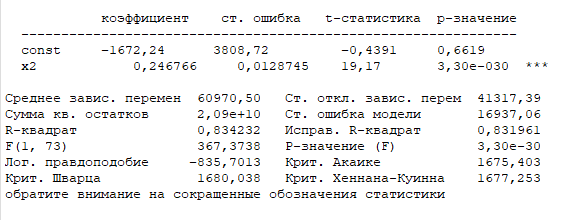 коэффициент ст. ошибка t-статистика p-значение
---------------------------------------------------------------
const −1672,24 3808,72 −0,4391 0,6619
x2 0,246766 0,0128745 19,17 3,30e-030 ***
Среднее завис. перемен 60970,50 Ст. откл. завис. перем 41317,39
Сумма кв. остатков 2,09e+10 Ст. ошибка модели 16937,06
R-квадрат 0,834232 Исправ. R-квадрат 0,831961
F(1, 73) 367,3738 Р-значение (F) 3,30e-30
Лог. правдоподобие −835,7013 Крит. Акаике 1675,403
Крит. Шварца 1680,038 Крит. Хеннана-Куинна 1677,253
обратите внимание на сокращенные обозначения статистики